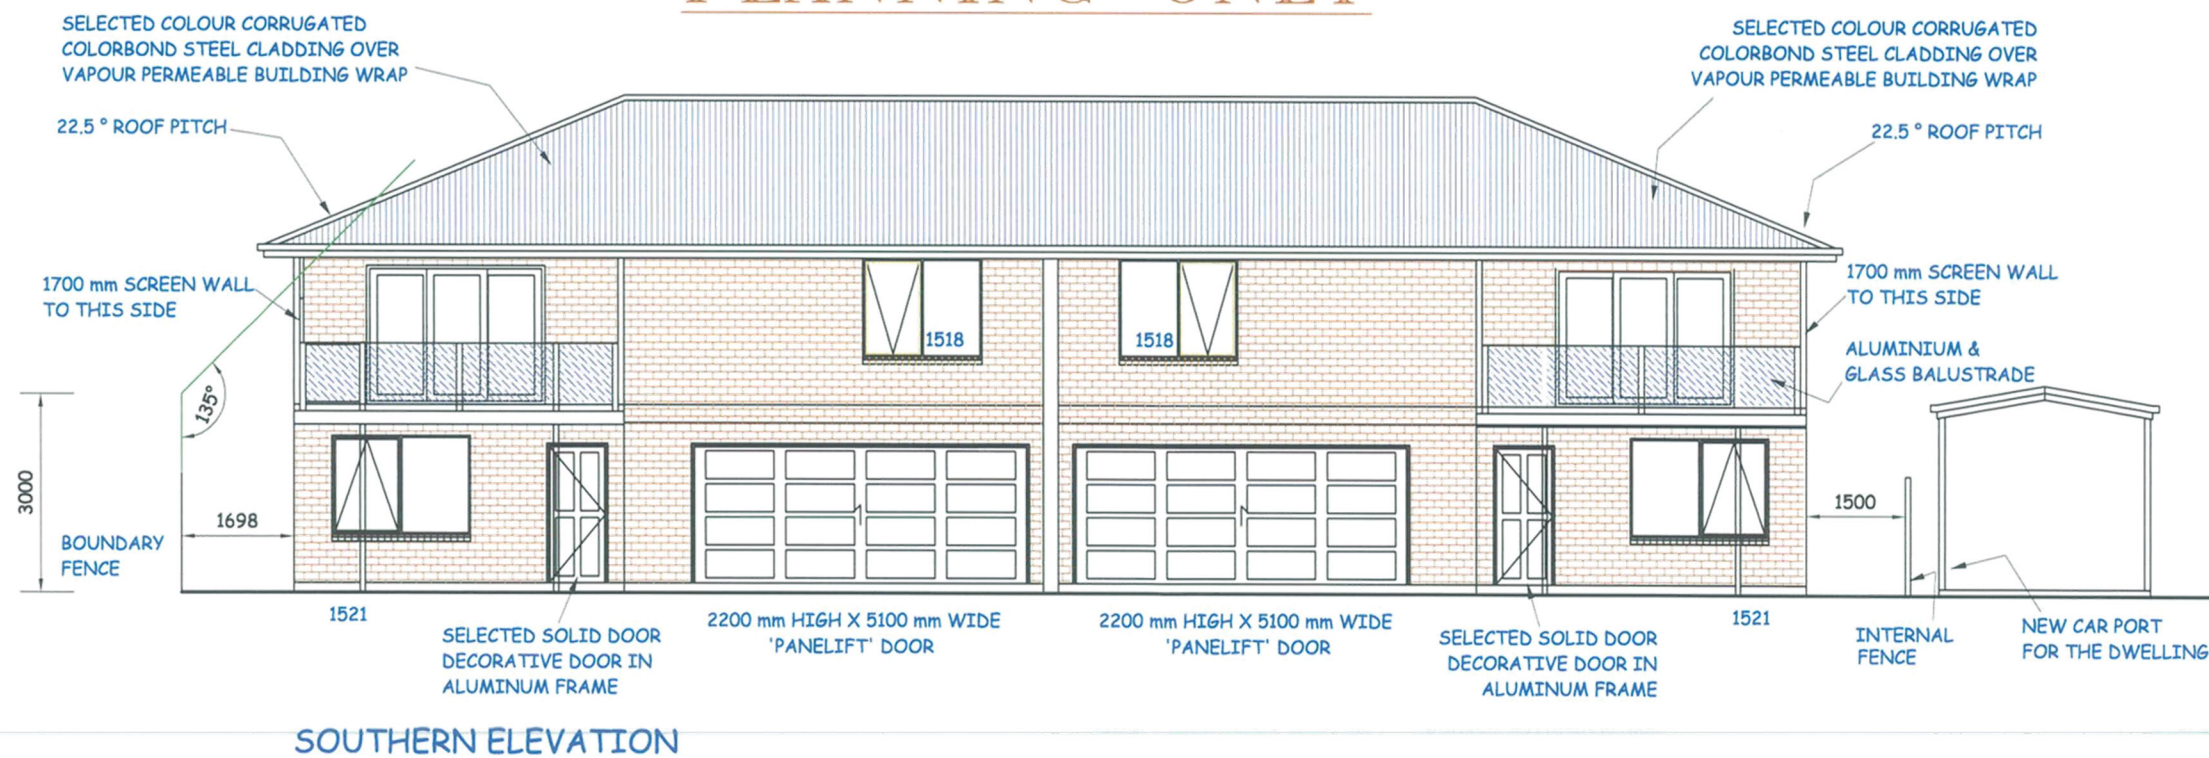 PLANNING ONLY
SELECTED COLOUR CORRUGATED
COLORBOND STEEL CLADDING OVER
VAPOUR PERMEABLE BUILDING WRAP
22.5 ° ROOF PITCH
SELECTED COLOUR CORRUGATED
COLORBOND STEEL CLADDING OVER
VAPOUR PERMEABLE BUILDING WRAP
22.5 ° ROOF PITCH
1700 mm SCREEN WALL
TO THIS SIDE
1518
1518
1700 mm SCREEN WALL
TO THIS SIDE
ALUMINIUM &
GLASS BALUSTRADE
135°
3000
1698
BOUNDARY
FENCE
1500
1521
SELECTED SOLID DOOR
DECORATIVE DOOR IN
ALUMINUM FRAME
2200 mm HIGH X 5100 mm WIDE
'PANELIFT' DOOR
2200 mm HIGH X 5100 mm WIDE
'PANELIFT' DOOR
SELECTED SOLID DOOR
DECORATIVE DOOR IN
ALUMINUM FRAME
1521
INTERNAL
FENCE
NEW CAR PORT
FOR THE DWELLING
SOUTHERN ELEVATION